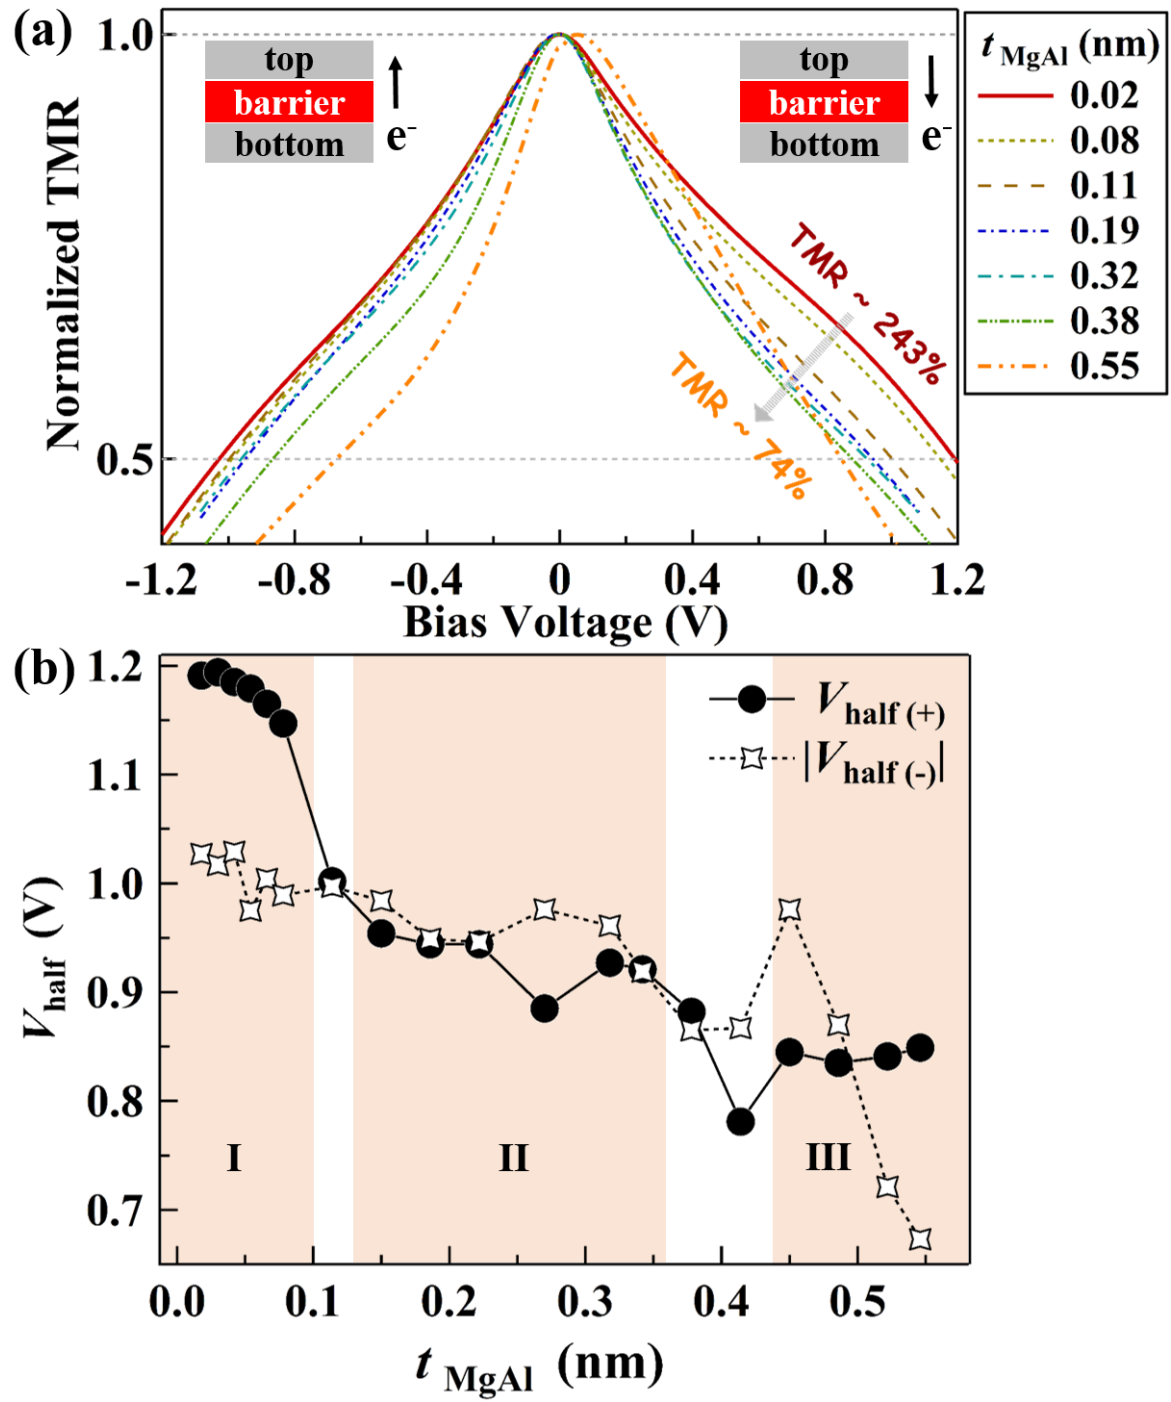 (a)
Normalized TMR
1.0
0.5
top
barrier
bottom
e-
top
barrier
bottom
e-
TMR ~ 243%
TMR ~ 74%
t MgAl (nm)
0.02
0.08
0.11
0.19
0.32
0.38
0.55
-1.2 -0.8 -0.4 0 0.4 0.8 1.2
Bias Voltage (V)
(b)
Vhalf (V)
1.2
1.1
1.0
0.9
0.8
0.7
Vhalf (+)
|Vhalf (-)|
I II III
0.0 0.1 0.2 0.3 0.4 0.5
t MgAl (nm)